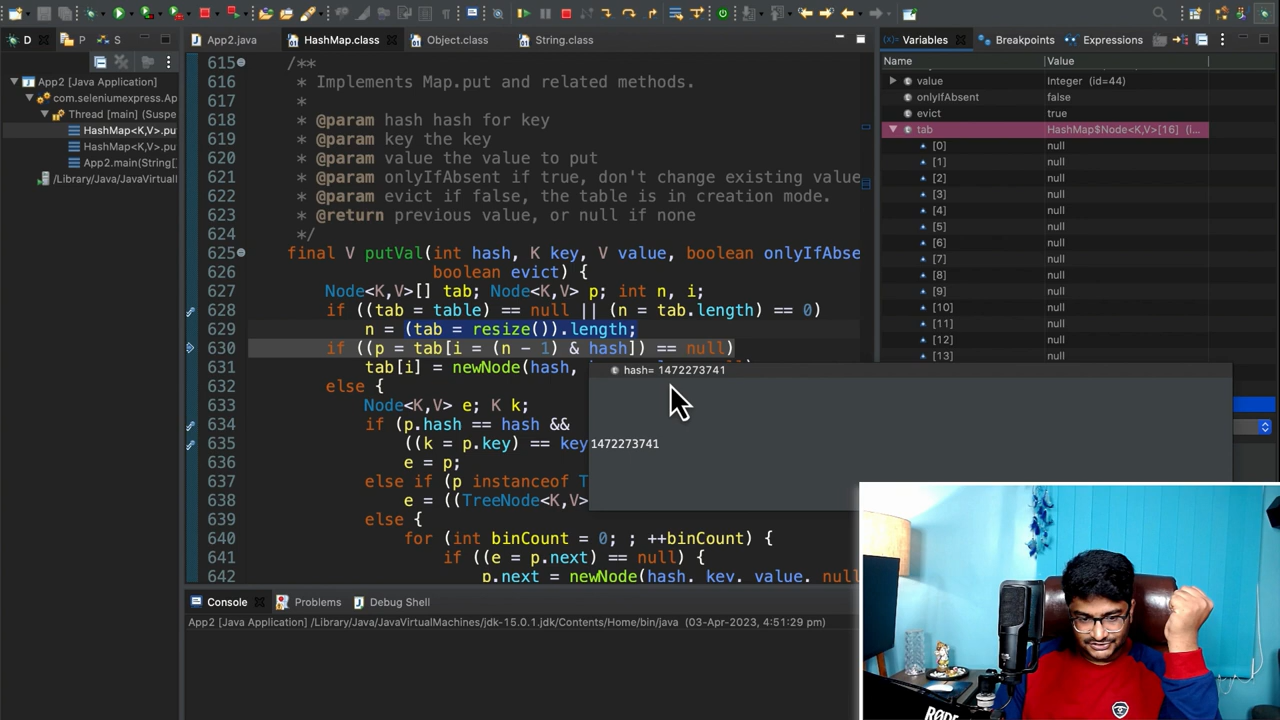 D P S
App2.java HashMap.class Object.class String.class
Variables Breakpoints Expressions
App2 [Java Application]
com.seleniumexpress.Ap
Thread [main] (Suspe
HashMap<K,V>.pu
HashMap<K,V>.pu
App2.main(String[]
/Library/Java/JavaVirtuall
615 /**
616 * Implements Map.put and related methods.
617 *
618 * @param hash hash for key
619 * @param key the key
620 * @param value the value to put
621 * @param onlyIfAbsent if true, don't change existing value
622 * @param evict if false, the table is in creation mode.
623 * @return previous value, or null if none
624 */
625 final V putVal(int hash, K key, V value, boolean onlyIfAbse
626 boolean evict) {
627 Node<K,V>[] tab; Node<K,V> p; int n, i;
628 if ((tab = table) == null || (n = tab.length) == 0)
629 n = (tab = resize()).length;
630 if ((p = tab[i = (n - 1) & hash]) == null)
631 tab[i] = newNode(hash,
632 else {
633 Node<K,V> e; K k;
634 if (p.hash == hash &&
635 ((k = p.key) == key
636 e = p;
637 else if (p instanceof T
638 e = ((TreeNode<K,V>
639 else {
640 for (int binCount = 0; ; ++binCount) {
641 if ((e = p.next) == null) {
642 p.next = newNode(hash, key, value, null
hash= 1472273741
1472273741
Name Value
value Integer (id=44)
onlyIfAbsent false
evict true
tab HashMap$Node<K,V>[16] (i...
[0] null
[1] null
[2] null
[3] null
[4] null
[5] null
[6] null
[7] null
[8] null
[9] null
[10] null
[11] null
[12] null
[13] null
Console Problems Debug Shell
App2 [Java Application] /Library/Java/JavaVirtualMachines/jdk-15.0.1.jdk/Contents/Home/bin/java (03-Apr-2023, 4:51:29 pm)
RØDE